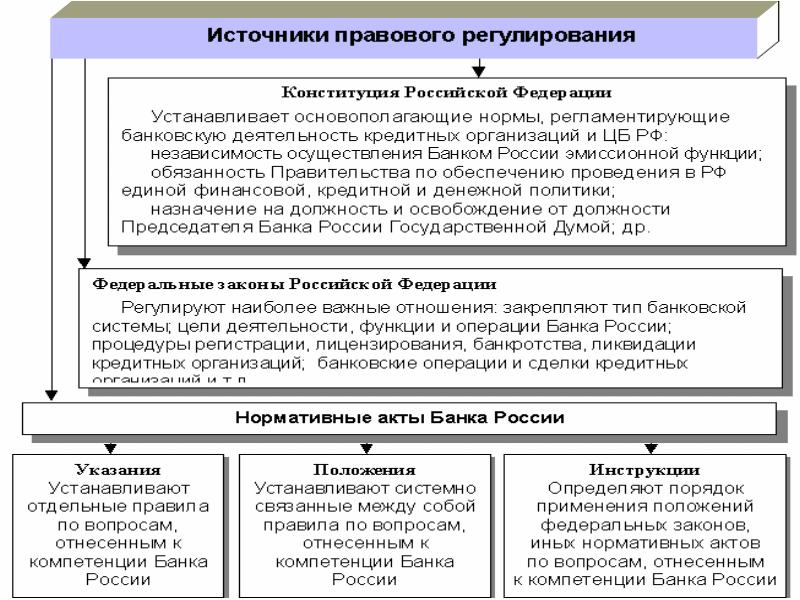 Источники правового регулирования
Конституция Российской Федерации
Устанавливает основополагающие нормы, регламентирующие
банковскую деятельность кредитных организаций и ЦБ РФ:
независимость осуществления Банком России эмиссионной функции;
обязанность Правительства по обеспечению проведения в РФ
единой финансовой, кредитной и денежной политики;
назначение на должность и освобождение от должности
Председателя Банка России Государственной Думой; др.
Федеральные законы Российской Федерации
Регулируют наиболее важные отношения: закрепляют тип банковской
системы; цели деятельности, функции и операции Банка России;
процедуры регистрации, лицензирования, банкротства, ликвидации
кредитных организаций; банковские операции и сделки кредитных
организаций и т.д.
Нормативные акты Банка России
Указания
Устанавливают
отдельные правила
по вопросам,
отнесенным к
компетенции Банка
России
Положения
Устанавливают системно
связанные между собой
правила по вопросам,
отнесенным к
компетенции Банка
России
Инструкции
Определяют порядок
применения положений
федеральных законов,
иных нормативных актов
по вопросам, отнесенным
к компетенции Банка России